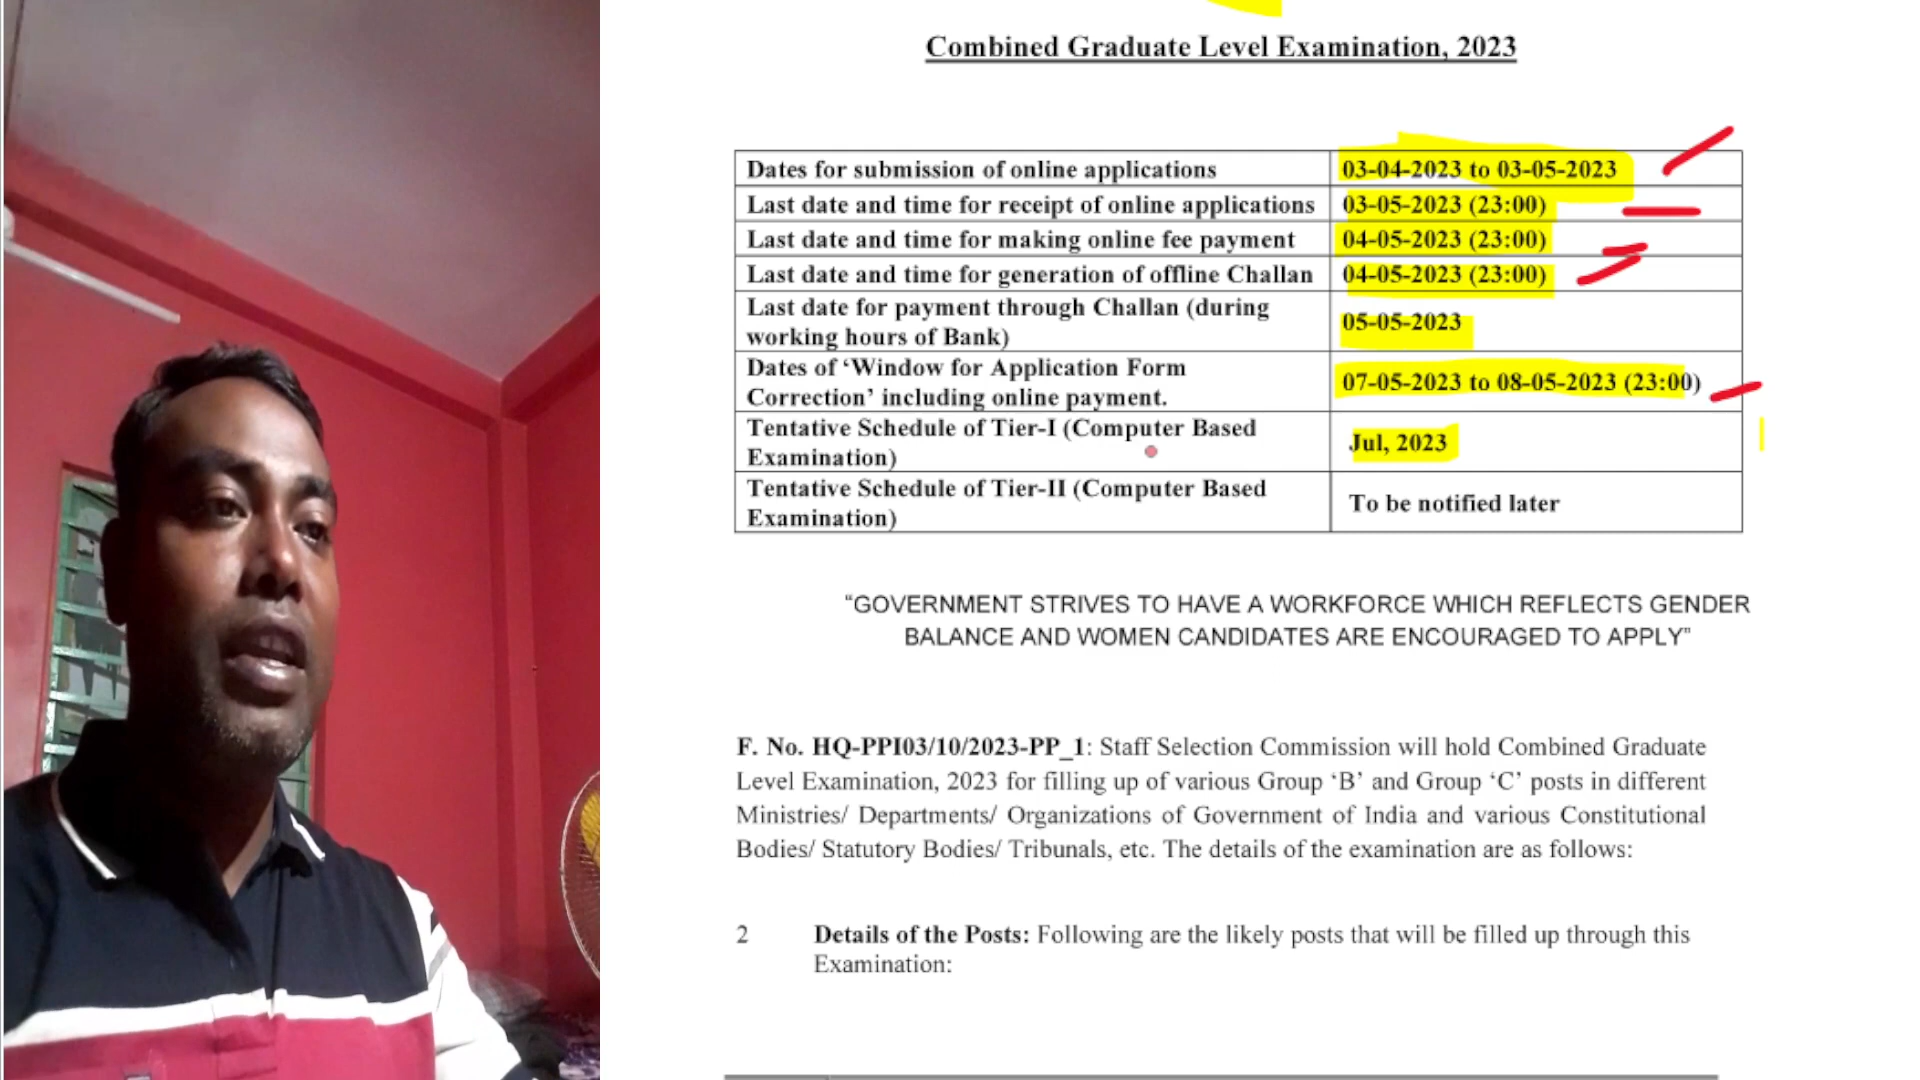 Combined Graduate Level Examination, 2023
Dates for submission of online applications 03-04-2023 to 03-05-2023
Last date and time for receipt of online applications 03-05-2023 (23:00)
Last date and time for making online fee payment 04-05-2023 (23:00)
Last date and time for generation of offline Challan 04-05-2023 (23:00)
Last date for payment through Challan (during
working hours of Bank) 05-05-2023
Dates of ‘Window for Application Form
Correction’ including online payment. 07-05-2023 to 08-05-2023 (23:00)
Tentative Schedule of Tier-I (Computer Based
Examination) Jul, 2023
Tentative Schedule of Tier-II (Computer Based
Examination) To be notified later
“GOVERNMENT STRIVES TO HAVE A WORKFORCE WHICH REFLECTS GENDER
BALANCE AND WOMEN CANDIDATES ARE ENCOURAGED TO APPLY”
F. No. HQ-PPI03/10/2023-PP_1: Staff Selection Commission will hold Combined Graduate
Level Examination, 2023 for filling up of various Group ‘B’ and Group ‘C’ posts in different
Ministries/ Departments/ Organizations of Government of India and various Constitutional
Bodies/ Statutory Bodies/ Tribunals, etc. The details of the examination are as follows:
2 Details of the Posts: Following are the likely posts that will be filled up through this
Examination: